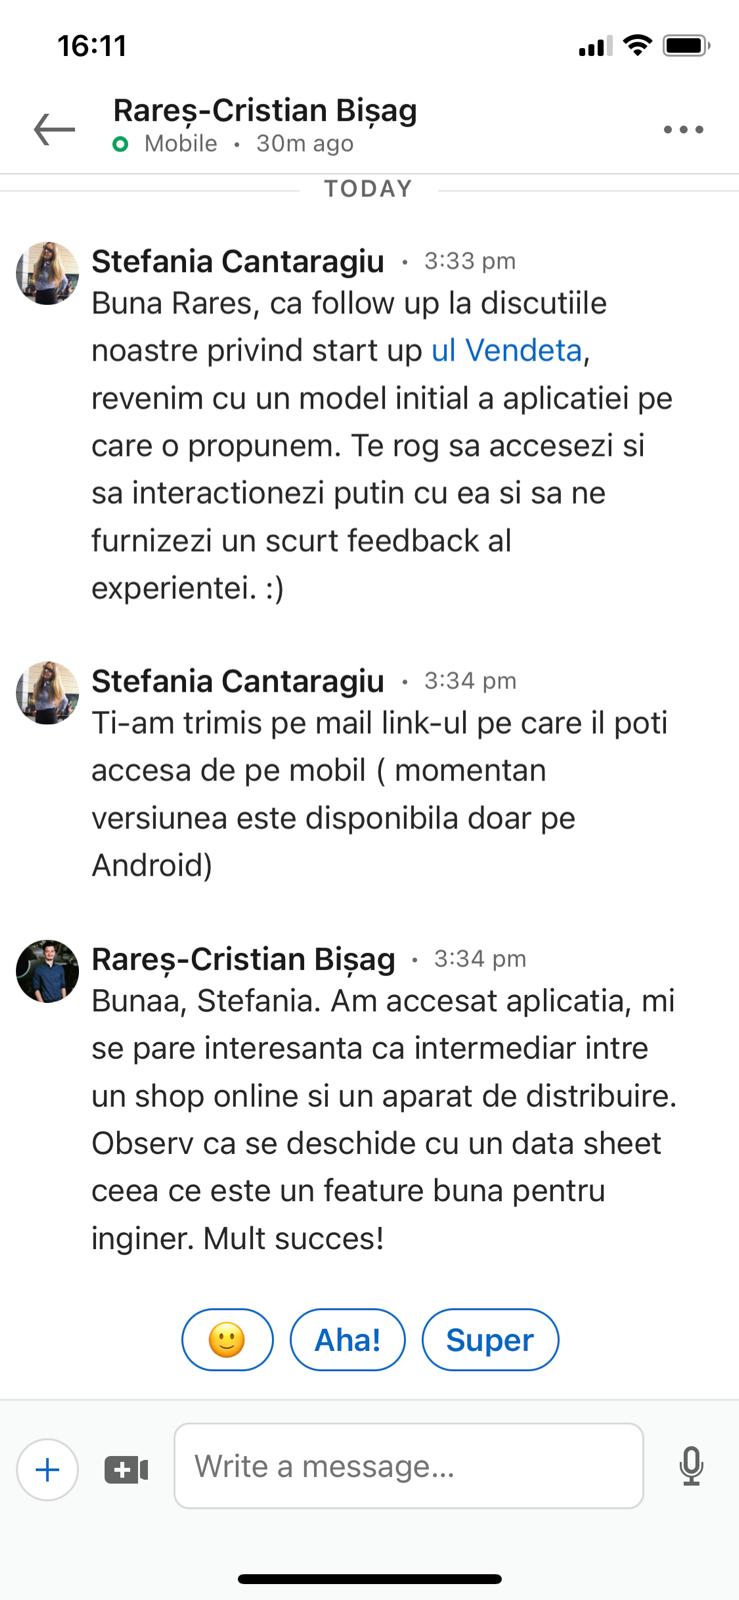 16:11
Rareș-Cristian Bișag
Mobile • 30m ago
TODAY
Stefania Cantaragiu • 3:33 pm
Buna Rares, ca follow up la discutiile
noastre privind start up ul Vendeta,
revenim cu un model initial a aplicatiei pe
care o propunem. Te rog sa accesezi si
sa interactionezi putin cu ea si sa ne
furnizezi un scurt feedback al
experientei. :)
Stefania Cantaragiu • 3:34 pm
Ti-am trimis pe mail link-ul pe care il poti
accesa de pe mobil ( momentan
versiunea este disponibila doar pe
Android)
Rareș-Cristian Bișag • 3:34 pm
Bunaa, Stefania. Am accesat aplicatia, mi
se pare interesanta ca intermediar intre
un shop online si un aparat de distribuire.
Observ ca se deschide cu un data sheet
ceea ce este un feature buna pentru
inginer. Mult succes!
🙂 Aha! Super
Write a message...